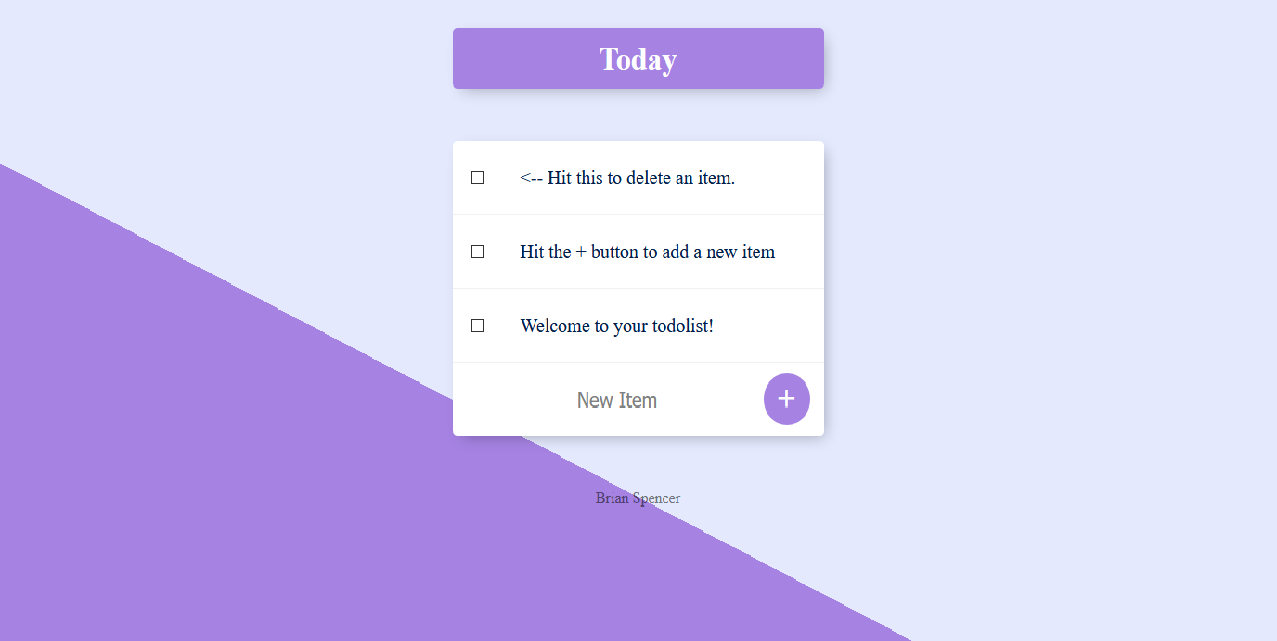 Today
<-- Hit this to delete an item.
Hit the + button to add a new item
Welcome to your todolist!
New Item
+
Brian Spencer